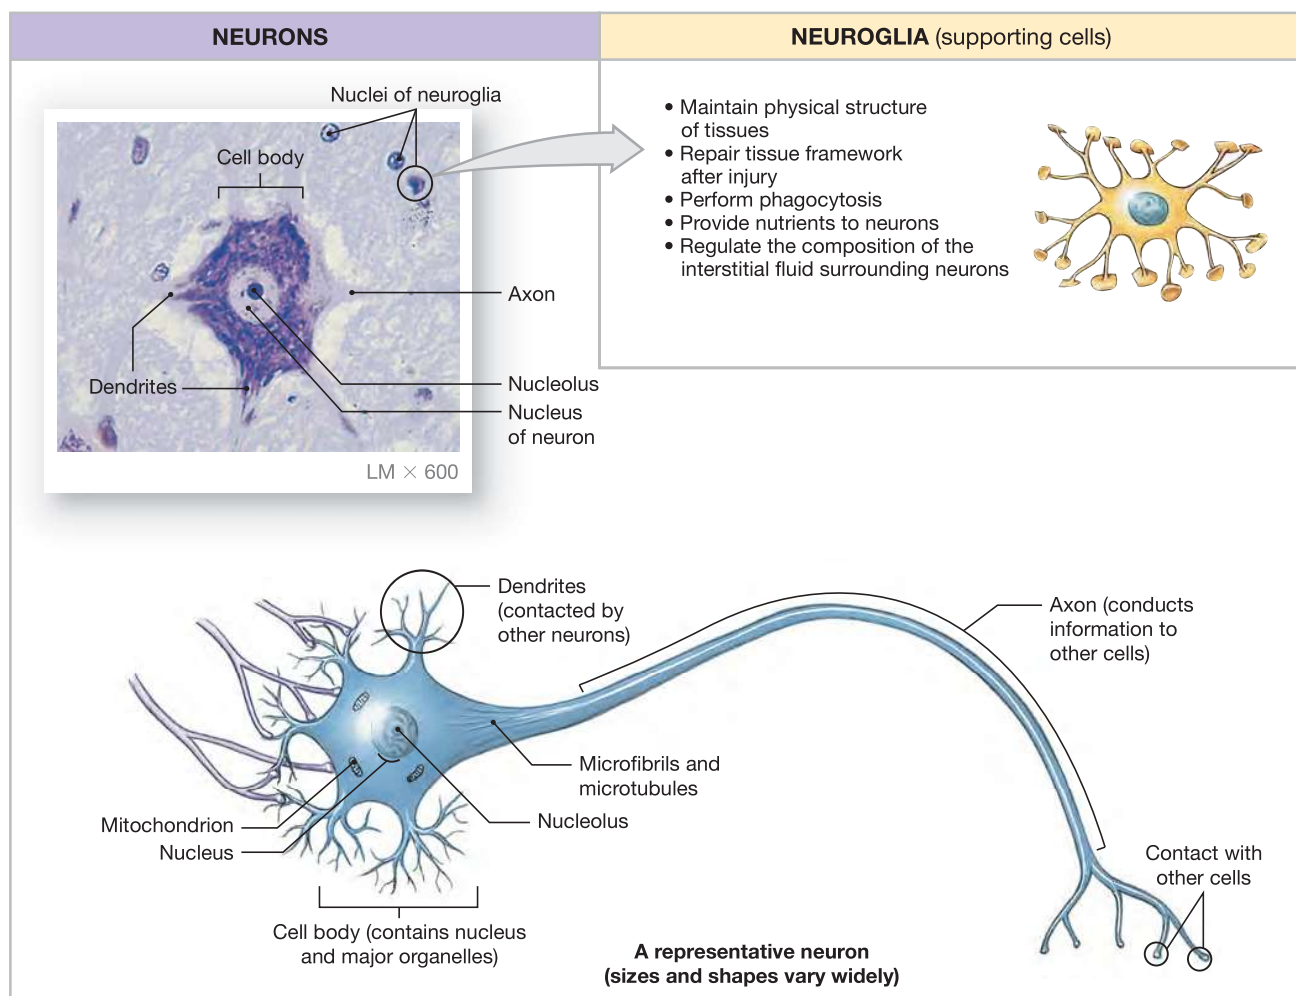 NEURONS
NEUROGLIA (supporting cells)
Nuclei of neuroglia
Cell body
Axon
Dendrites
Nucleolus
Nucleus
of neuron
LM × 600
• Maintain physical structure
of tissues
• Repair tissue framework
after injury
• Perform phagocytosis
• Provide nutrients to neurons
• Regulate the composition of the
interstitial fluid surrounding neurons
Dendrites
(contacted by
other neurons)
Axon (conducts
information to
other cells)
Microfibrils and
microtubules
Nucleolus
Mitochondrion
Nucleus
Contact with
other cells
Cell body (contains nucleus
and major organelles)
A representative neuron
(sizes and shapes vary widely)